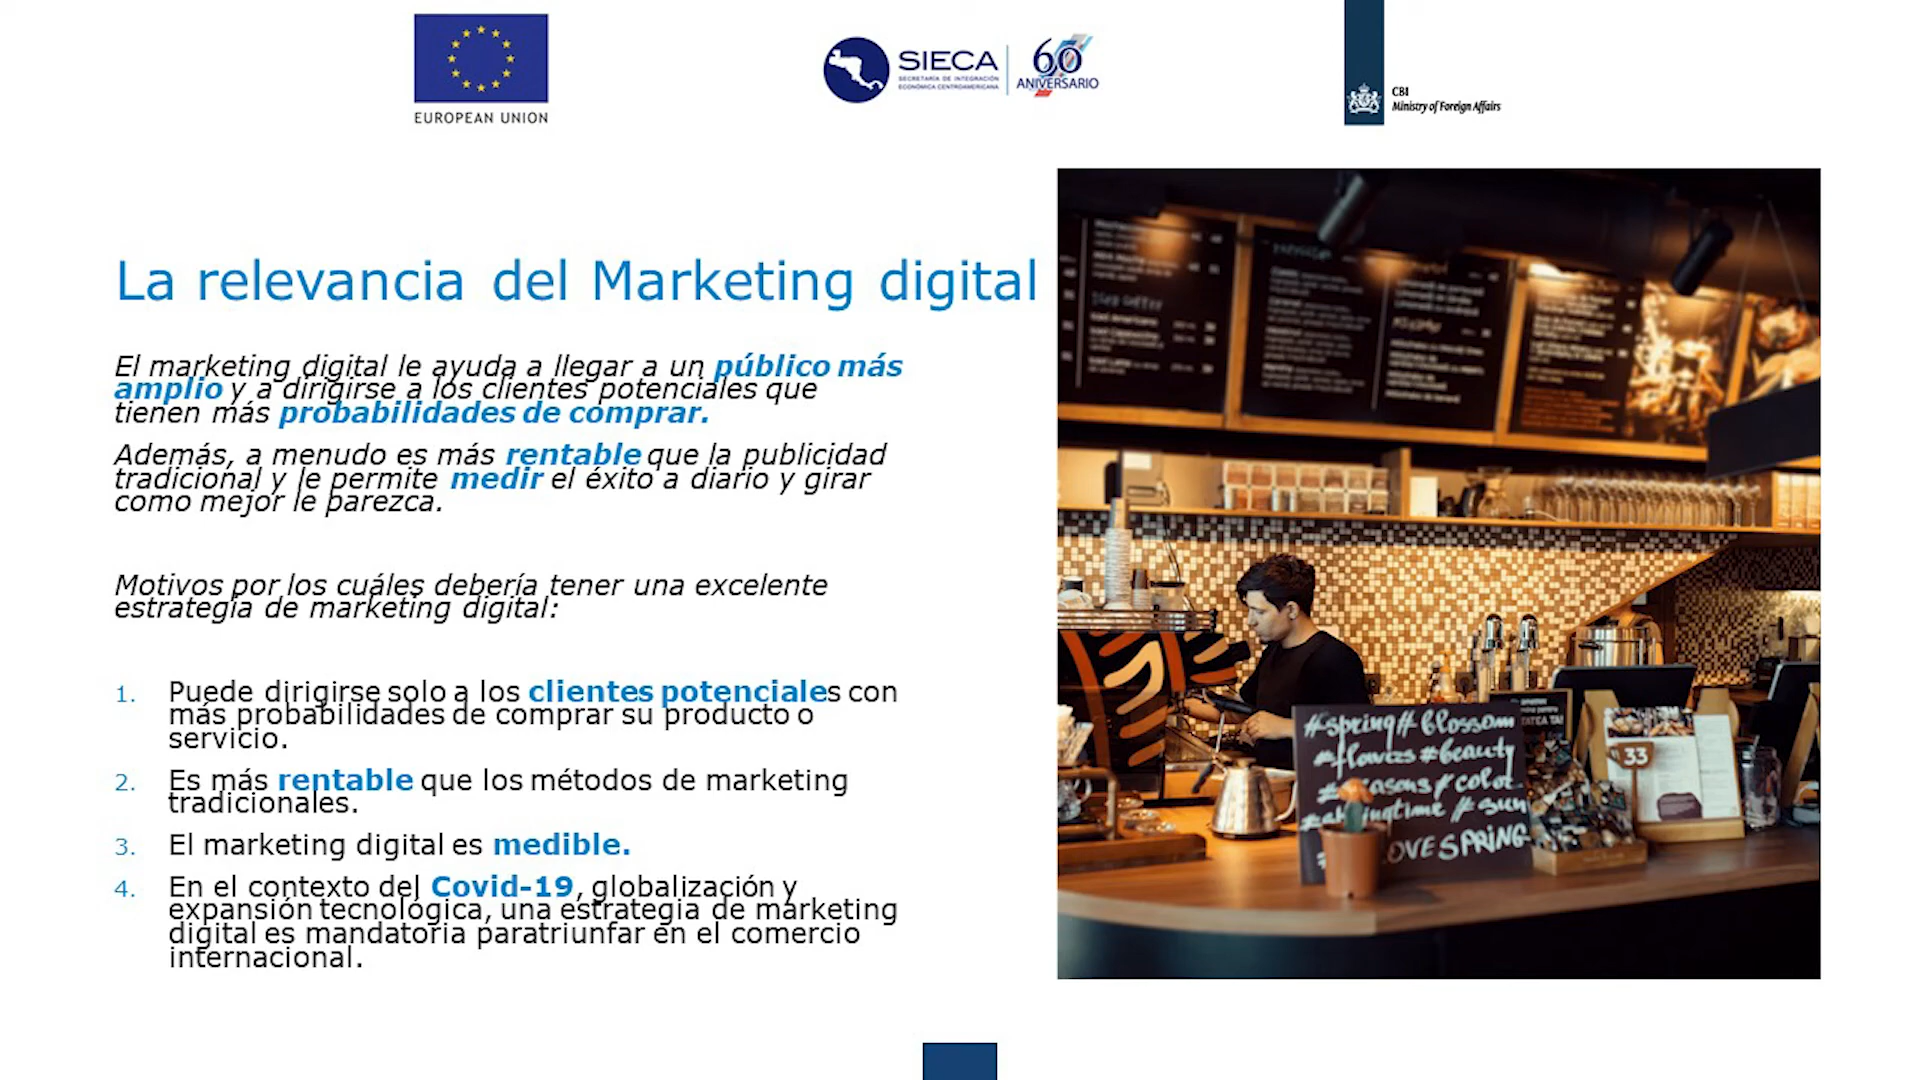 EUROPEAN UNION
SIECA
SECRETARÍA DE INTEGRACIÓN
ECONÓMICA CENTROAMERICANA
60
ANIVERSARIO
CBI
Ministry of Foreign Affairs
La relevancia del Marketing digital
El marketing digital le ayuda a llegar a un público más
amplio y a dirigirse a los clientes potenciales que
tienen más probabilidades de comprar.
Además, a menudo es más rentable que la publicidad
tradicional y le permite medir el éxito a diario y girar
como mejor le parezca.
Motivos por los cuáles debería tener una excelente
estrategia de marketing digital:
1. Puede dirigirse solo a los clientes potenciales con
más probabilidades de comprar su producto o
servicio.
2. Es más rentable que los métodos de marketing
tradicionales.
3. El marketing digital es medible.
4. En el contexto del Covid-19, globalización y
expansión tecnológica, una estrategia de marketing
digital es mandatoria paratriunfar en el comercio
internacional.
#spring# blossom
#beauty
# sun
SPRING
33